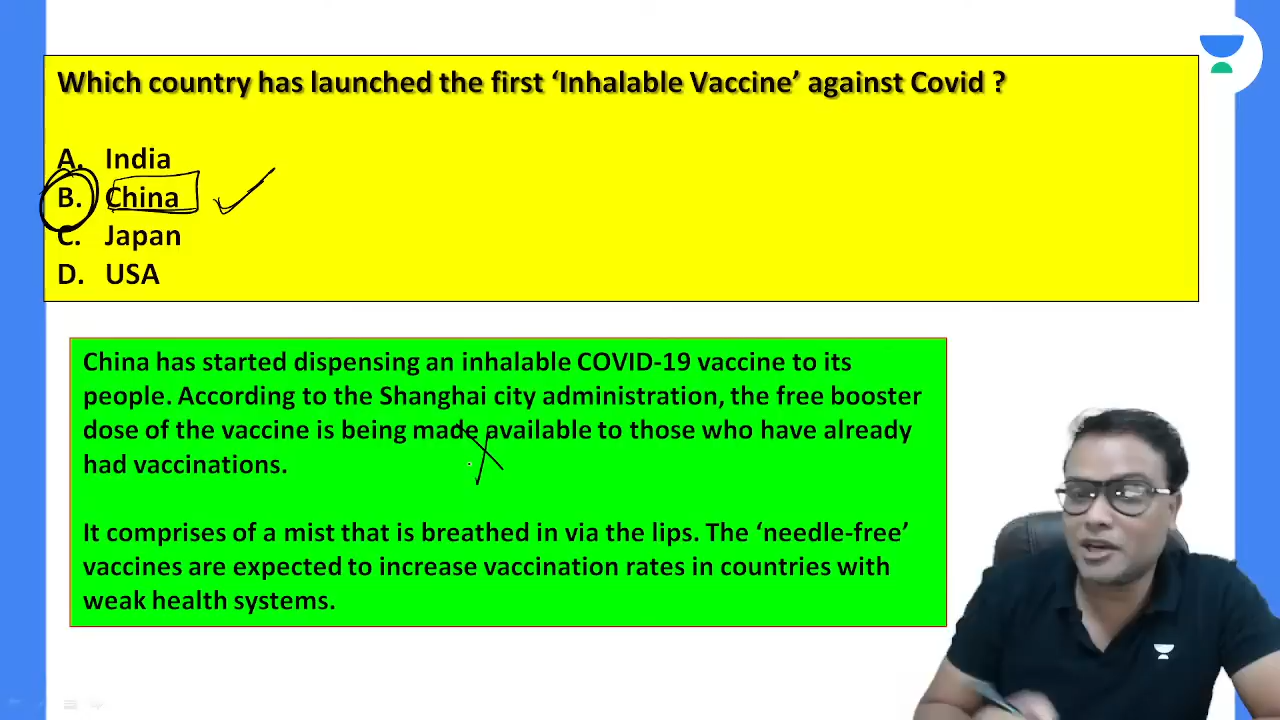 Which country has launched the first ‘Inhalable Vaccine’ against Covid ?
A. India
B. China
C. Japan
D. USA
China has started dispensing an inhalable COVID-19 vaccine to its
people. According to the Shanghai city administration, the free booster
dose of the vaccine is being made available to those who have already
had vaccinations.
It comprises of a mist that is breathed in via the lips. The ‘needle-free’
vaccines are expected to increase vaccination rates in countries with
weak health systems.